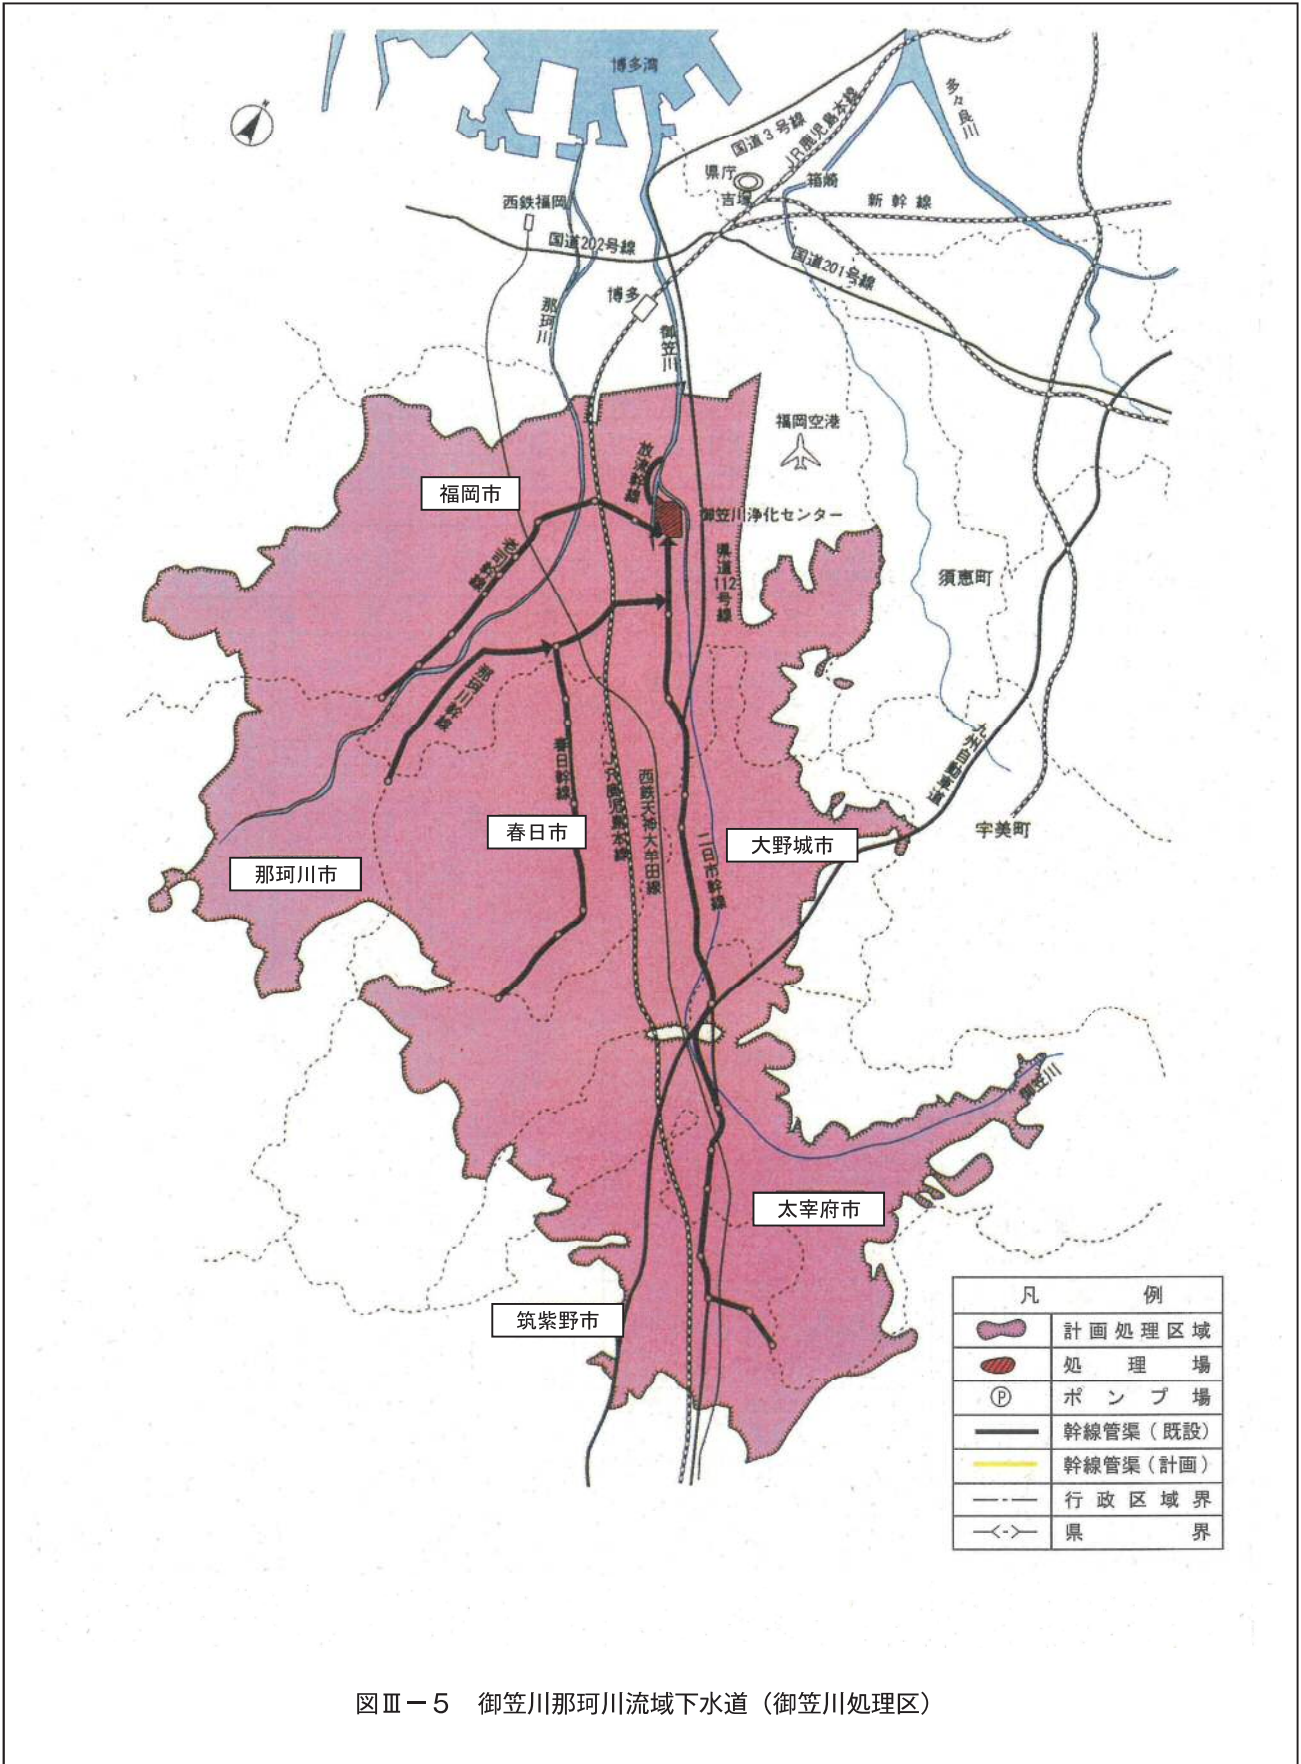 博多湾
N
多々良川
国道3号線
JR鹿児島本線
県庁
吉塚
箱崎
新幹線
西鉄福岡
国道202号線
国道201号線
博多
那珂川
御笠川
福岡空港
放流幹線
福岡市
御笠川浄化センター
老司幹線
県道112号線
須恵町
那珂川幹線
春日幹線
JR鹿児島本線
西鉄天神大牟田線
九州自動車道
春日市
大野城市
宇美町
二日市幹線
那珂川市
御笠川
太宰府市
筑紫野市
凡例
計画処理区域
処理場
Ⓟ ポンプ場
幹線管渠(既設)
幹線管渠(計画)
行政区域界
県界
図Ⅲー5 御笠川那珂川流域下水道(御笠川処理区)